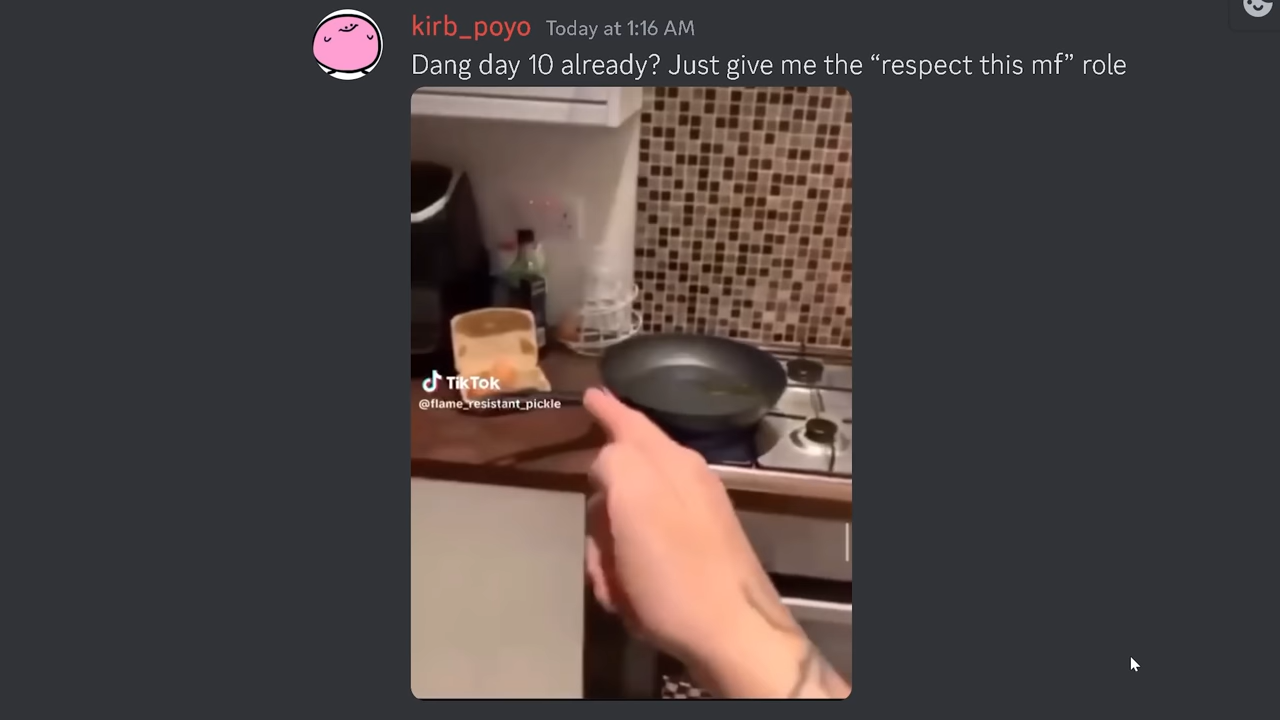 kirb_poyo Today at 1:16 AM
Dang day 10 already? Just give me the “respect this mf” role
TikTok
@flame_resistant_pickle